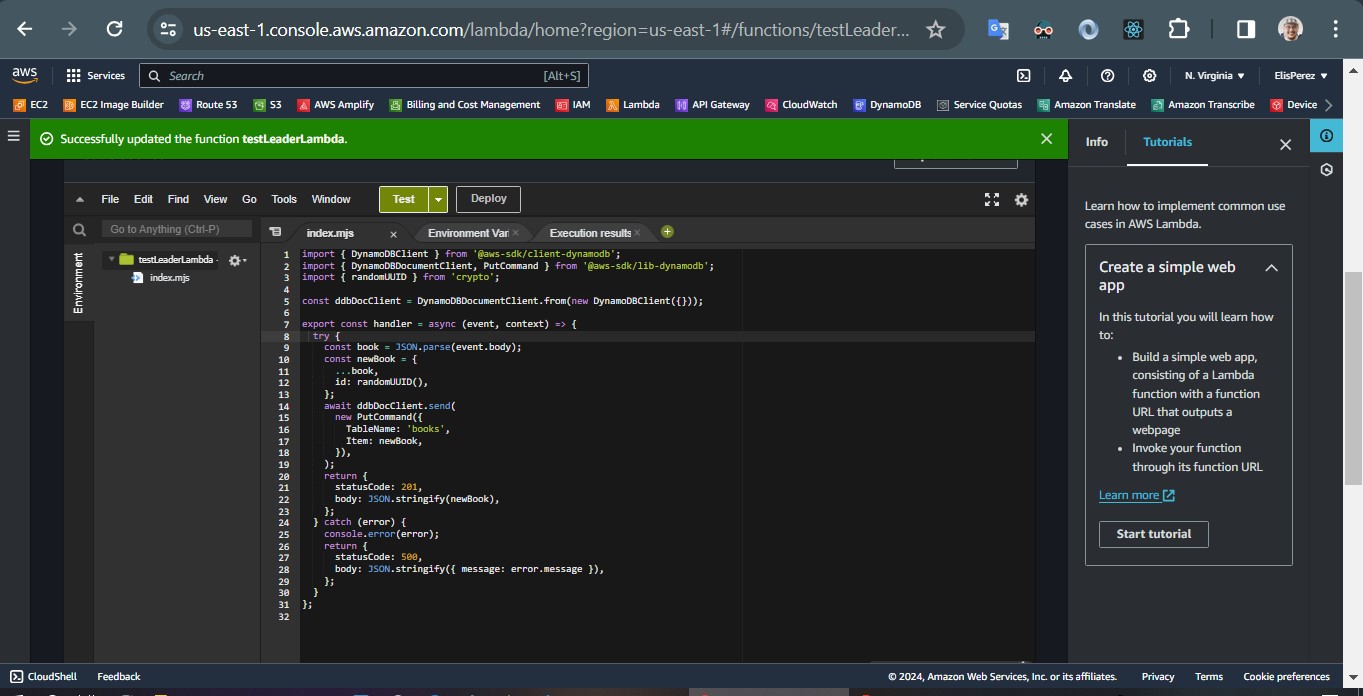 us-east-1.console.aws.amazon.com/lambda/home?region=us-east-1#/functions/testLeader...
aws Services Search [Alt+S] N. Virginia ElisPerez
EC2 EC2 Image Builder Route 53 S3 AWS Amplify Billing and Cost Management IAM Lambda API Gateway CloudWatch DynamoDB Service Quotas Amazon Translate Amazon Transcribe Device
Successfully updated the function testLeaderLambda.
File Edit Find View Go Tools Window Test Deploy
Go to Anything (Ctrl-P)
index.mjs Environment Var Execution results
Environment
testLeaderLambda -
index.mjs
1 import { DynamoDBClient } from '@aws-sdk/client-dynamodb';
2 import { DynamoDBDocumentClient, PutCommand } from '@aws-sdk/lib-dynamodb';
3 import { randomUUID } from 'crypto';
4
5 const ddbDocClient = DynamoDBDocumentClient.from(new DynamoDBClient({}));
6
7 export const handler = async (event, context) => {
8 try {
9 const book = JSON.parse(event.body);
10 const newBook = {
11 ...book,
12 id: randomUUID(),
13 };
14 await ddbDocClient.send(
15 new PutCommand({
16 TableName: 'books',
17 Item: newBook,
18 }),
19 );
20 return {
21 statusCode: 201,
22 body: JSON.stringify(newBook),
23 };
24 } catch (error) {
25 console.error(error);
26 return {
27 statusCode: 500,
28 body: JSON.stringify({ message: error.message }),
29 };
30 }
31 };
32
Info Tutorials
Learn how to implement common use
cases in AWS Lambda.
Create a simple web
app
In this tutorial you will learn how
to:
• Build a simple web app,
consisting of a Lambda
function with a function
URL that outputs a
webpage
• Invoke your function
through its function URL
Learn more
Start tutorial
CloudShell Feedback © 2024, Amazon Web Services, Inc. or its affiliates. Privacy Terms Cookie preferences